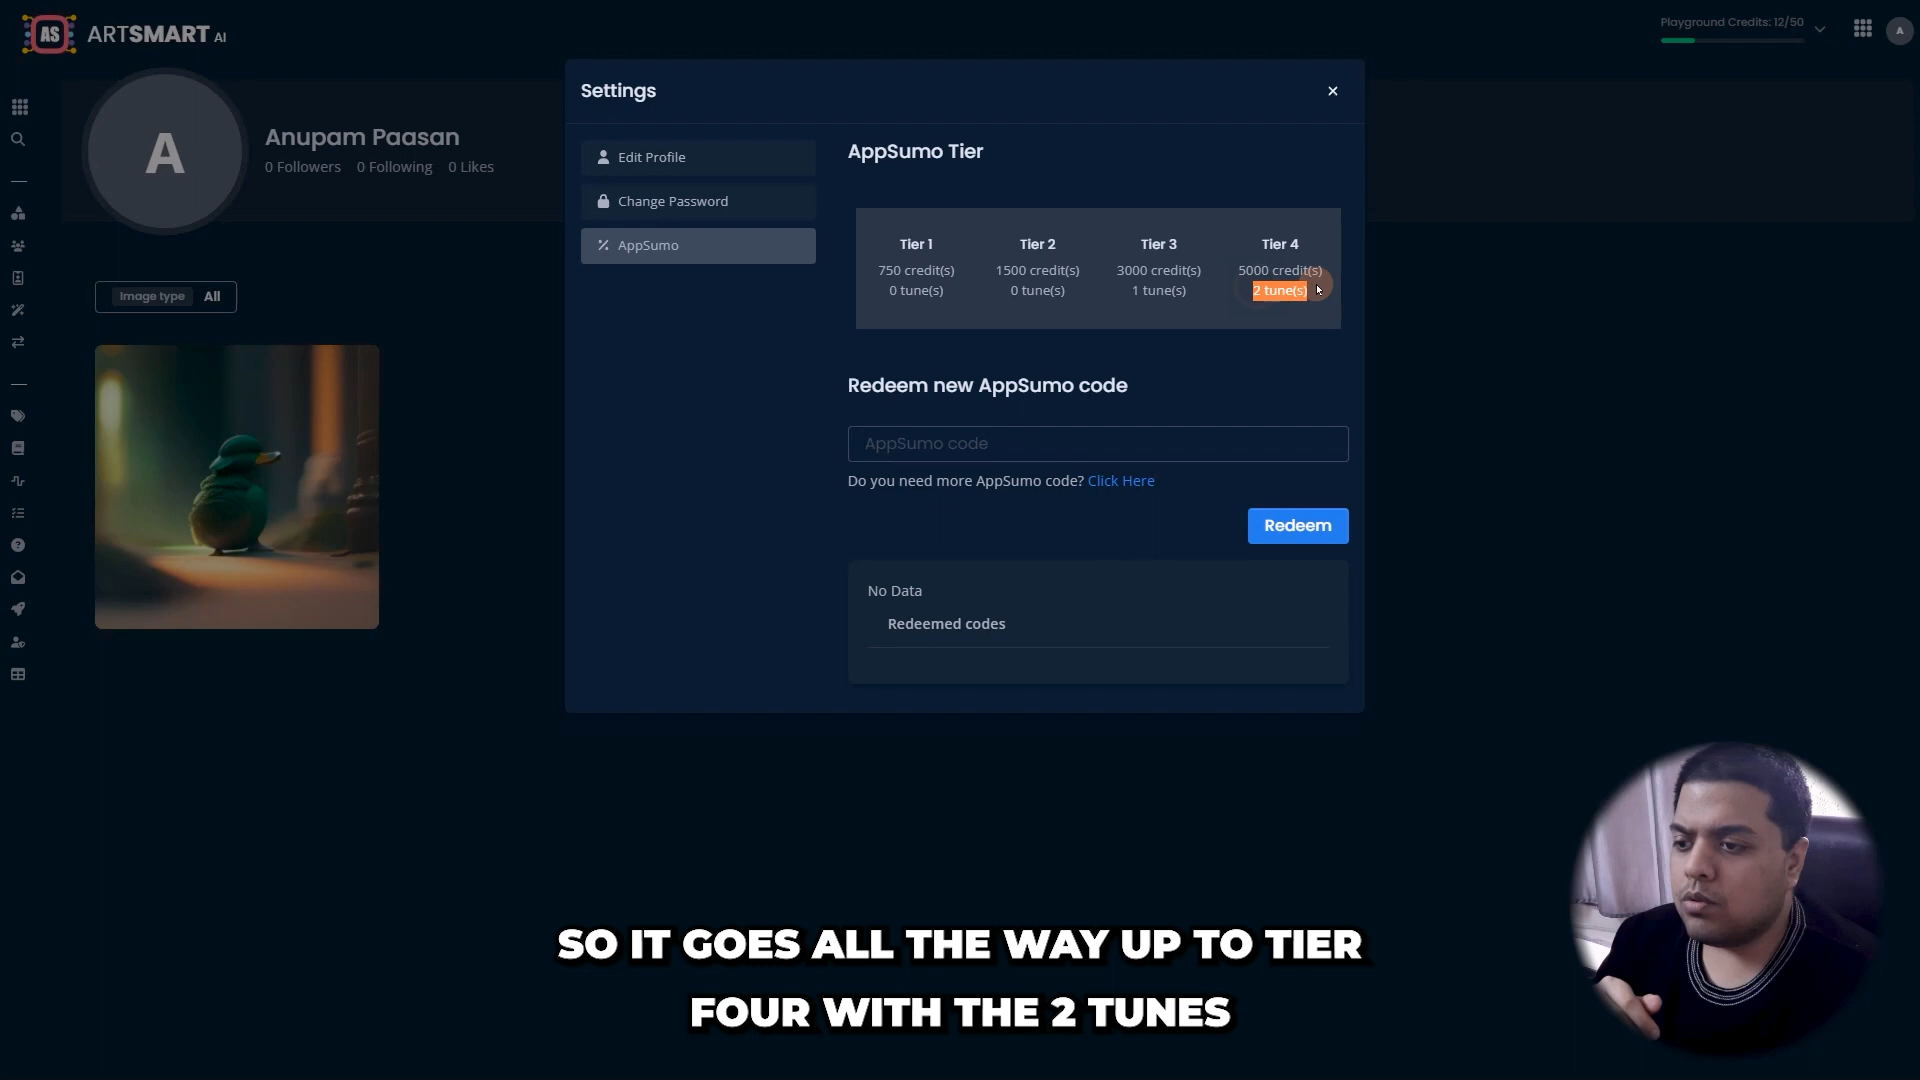 AS ARTSMART AI
Playground Credits: 12/50
A
A
Anupam Paasan
0 Followers 0 Following 0 Likes
Image type All
Settings
×
Edit Profile
Change Password
AppSumo
AppSumo Tier
Tier 1 Tier 2 Tier 3 Tier 4
750 credit(s) 1500 credit(s) 3000 credit(s) 5000 credit(s)
0 tune(s) 0 tune(s) 1 tune(s) 2 tune(s)
Redeem new AppSumo code
AppSumo code
Do you need more AppSumo code? Click Here
Redeem
No Data
Redeemed codes
SO IT GOES ALL THE WAY UP TO TIER
FOUR WITH THE 2 TUNES